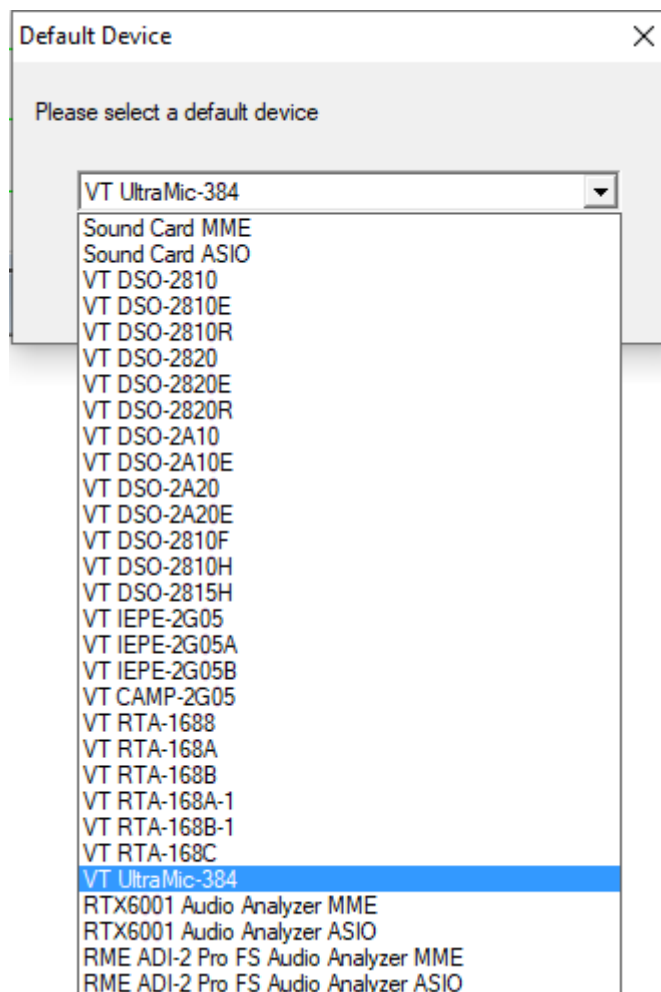 Default Device
Please select a default device
VT UltraMic-384
Sound Card MME
Sound Card ASIO
VT DSO-2810
VT DSO-2810E
VT DSO-2810R
VT DSO-2820
VT DSO-2820E
VT DSO-2820R
VT DSO-2A10
VT DSO-2A10E
VT DSO-2A20
VT DSO-2A20E
VT DSO-2810F
VT DSO-2810H
VT DSO-2815H
VT IEPE-2G05
VT IEPE-2G05A
VT IEPE-2G05B
VT CAMP-2G05
VT RTA-1688
VT RTA-168A
VT RTA-168B
VT RTA-168A-1
VT RTA-168B-1
VT RTA-168C
VT UltraMic-384
RTX6001 Audio Analyzer MME
RTX6001 Audio Analyzer ASIO
RME ADI-2 Pro FS Audio Analyzer MME
RME ADI-2 Pro FS Audio Analyzer ASIO